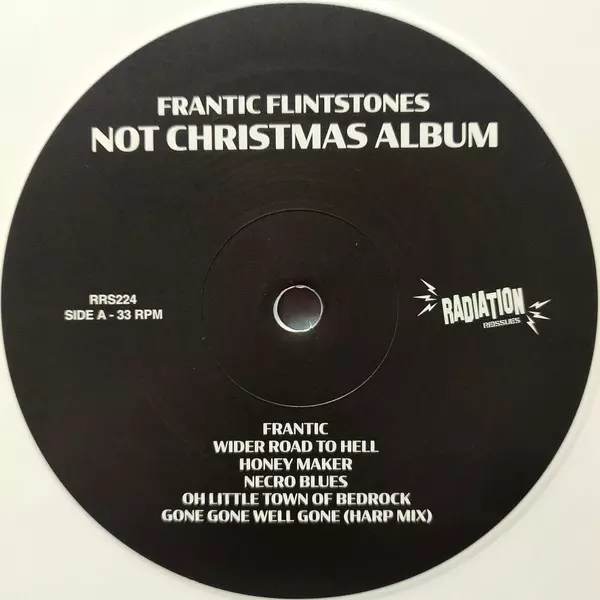 FRANTIC FLINTSTONES
NOT CHRISTMAS ALBUM
RRS224
SIDE A - 33 RPM
RADIATION
REISSUES
FRANTIC
WIDER ROAD TO HELL
HONEY MAKER
NECRO BLUES
OH LITTLE TOWN OF BEDROCK
GONE GONE WELL GONE (HARP MIX)